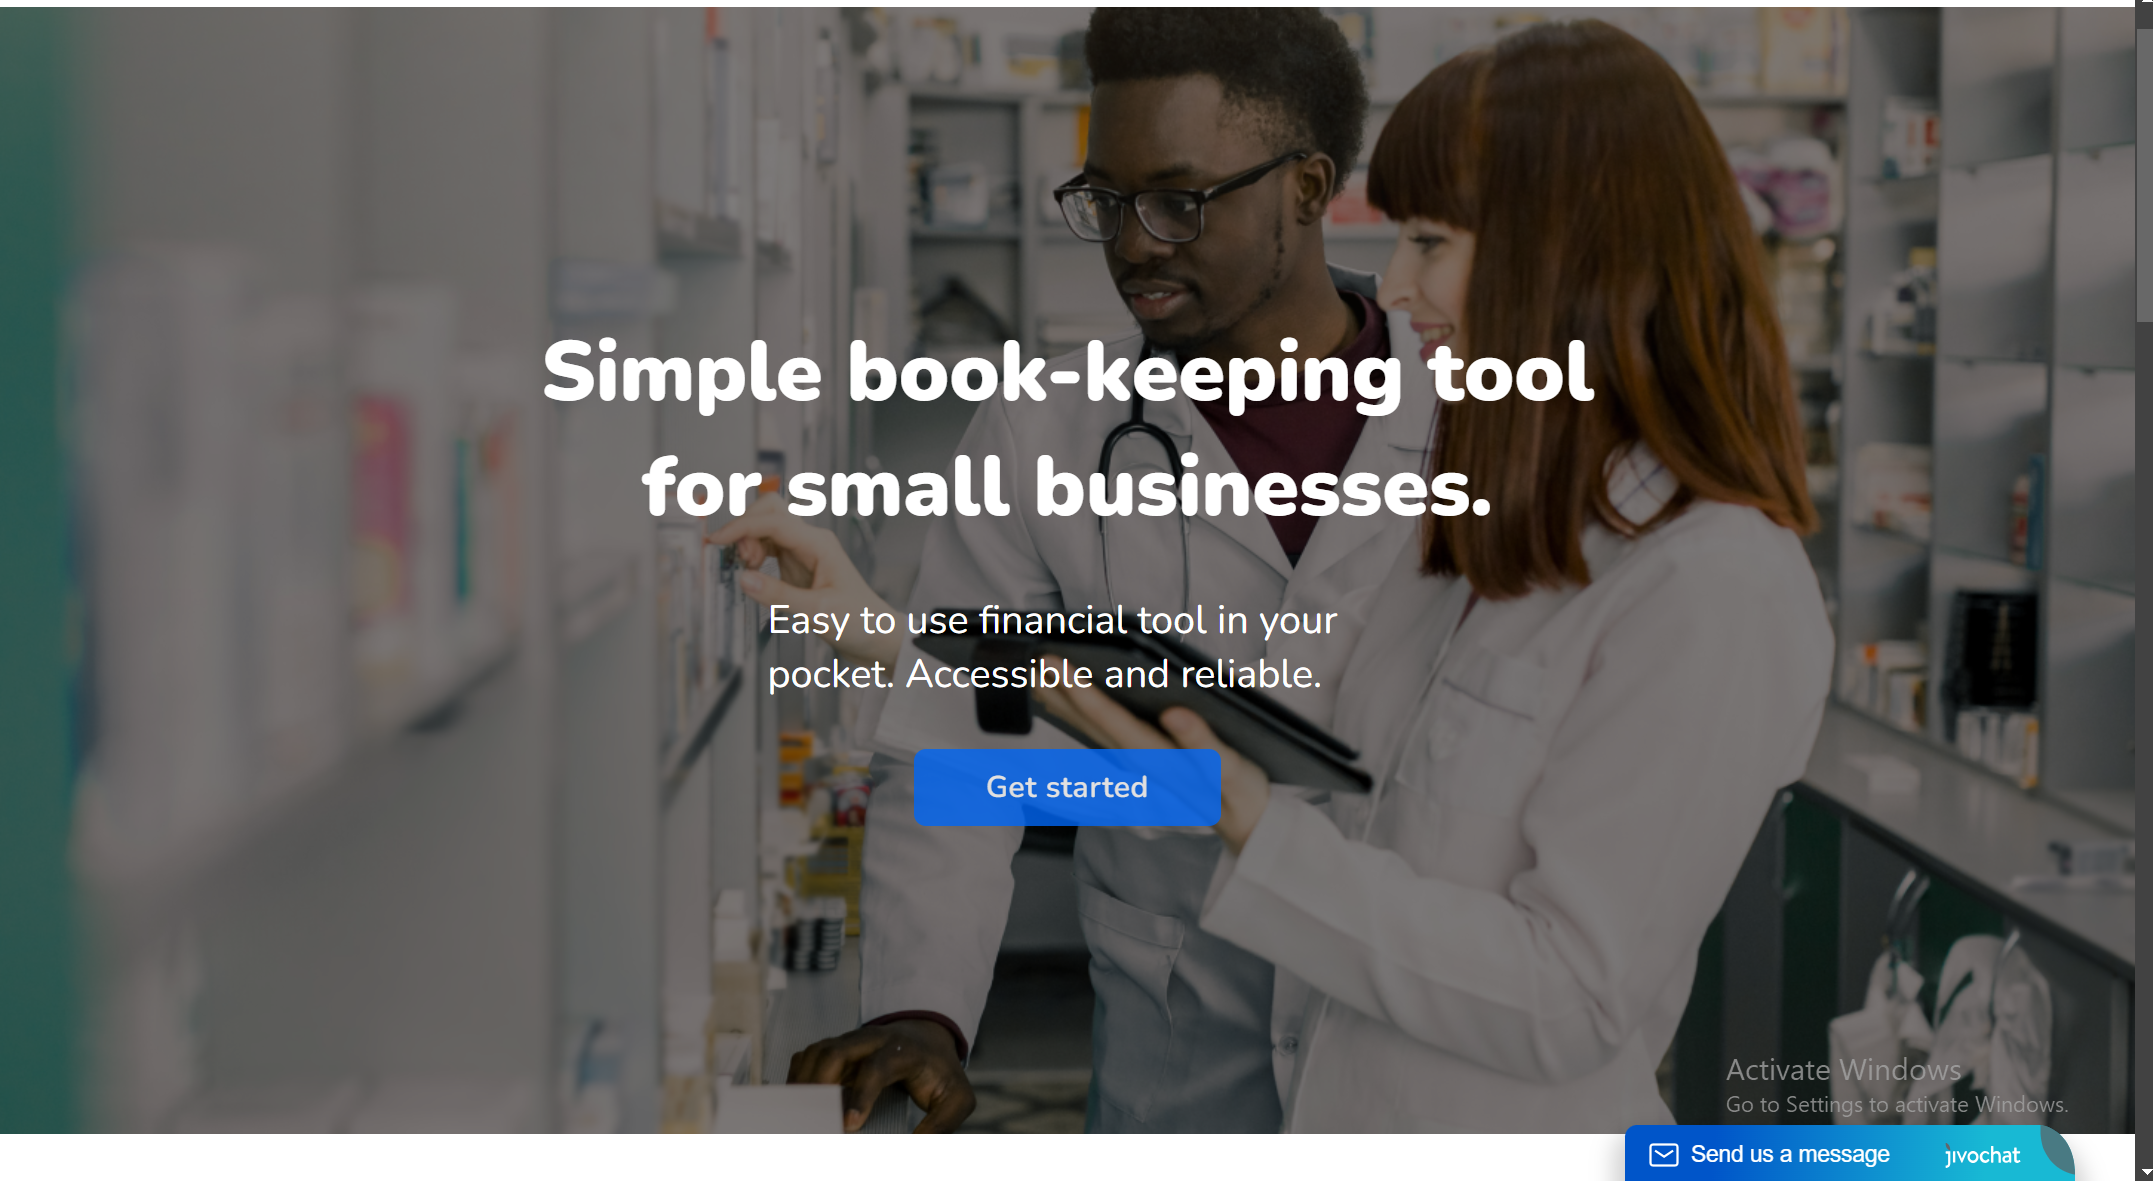 Simple book-keeping tool
for small businesses.
Easy to use financial tool in your
pocket. Accessible and reliable.
Get started
Activate Windows
Go to Settings to activate Windows.
Send us a message
jivochat